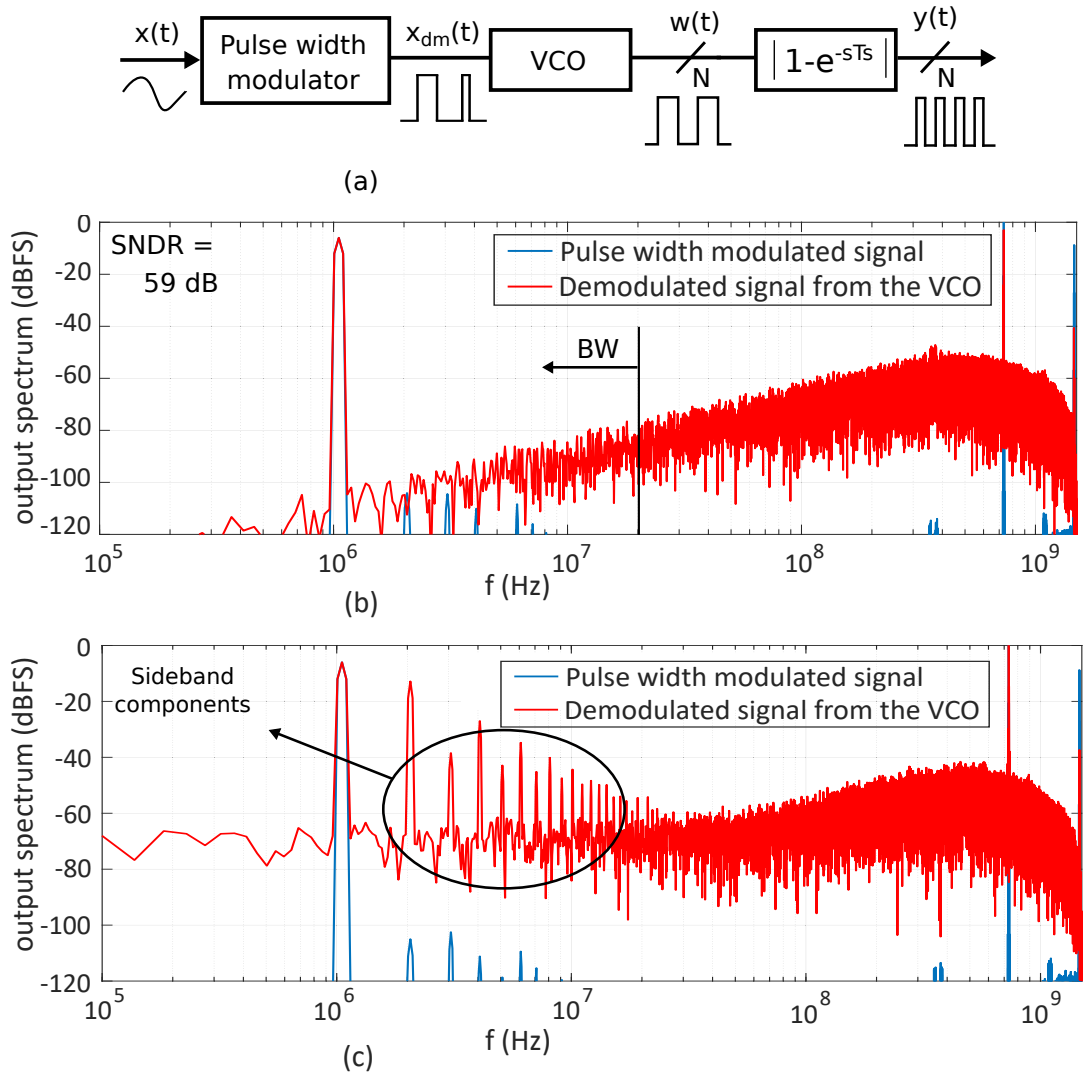 x(t)
Pulse width
modulator
x_dm(t)
VCO
w(t)
N
| 1-e^-sTs |
y(t)
N
(a)
output spectrum (dBFS)
0
-20
-40
-60
-80
-100
-120
SNDR =
59 dB
Pulse width modulated signal
Demodulated signal from the VCO
BW
10^5
10^6
10^7
10^8
10^9
f (Hz)
(b)
output spectrum (dBFS)
0
-20
-40
-60
-80
-100
-120
Sideband
components
Pulse width modulated signal
Demodulated signal from the VCO
10^5
10^6
10^7
10^8
10^9
f (Hz)
(c)